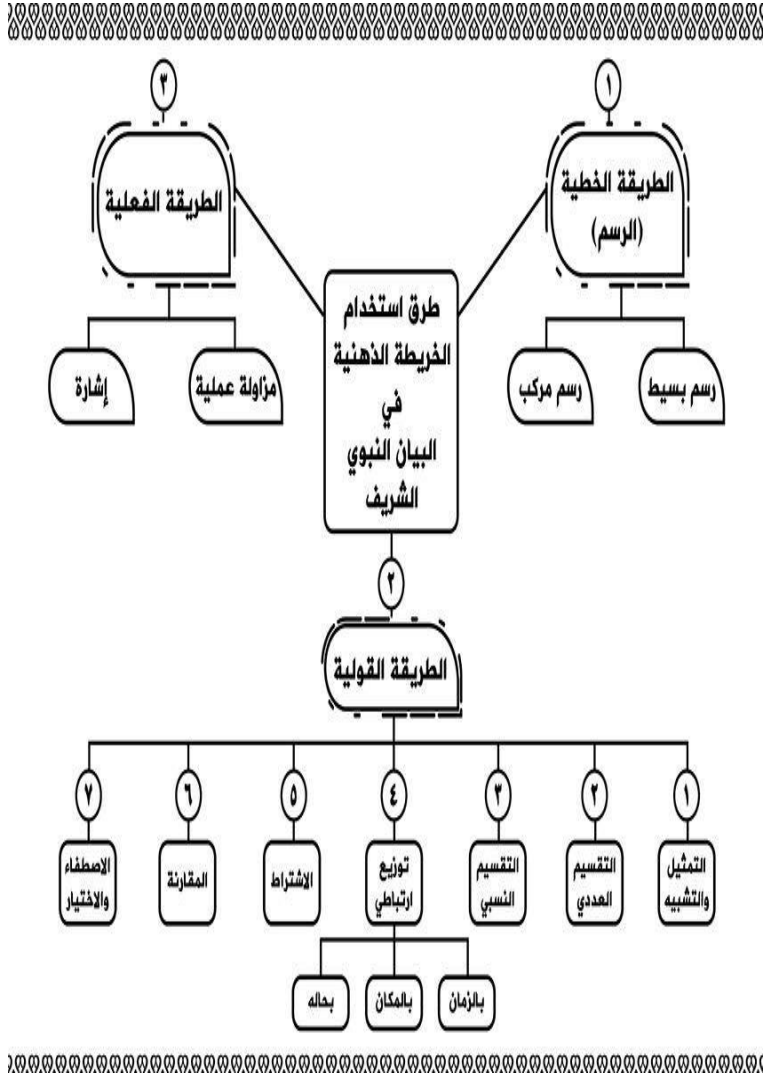 طرق استخدام
الخريطة الذهنية
في
البيان النبوي
الشريف
١
الطريقة الخطية
(الرسم)
رسم بسيط
رسم مركب
٢
الطريقة القولية
١
التمثيل
والتشبيه
٢
التقسيم
العددي
٣
التقسيم
النسبي
٤
توزيع
ارتباطي
بالزمان
بالمكان
بحاله
٥
الاشتراط
٦
المقارنة
٧
الاصطفاء
والاختيار
٣
الطريقة الفعلية
مزاولة عملية
إشارة